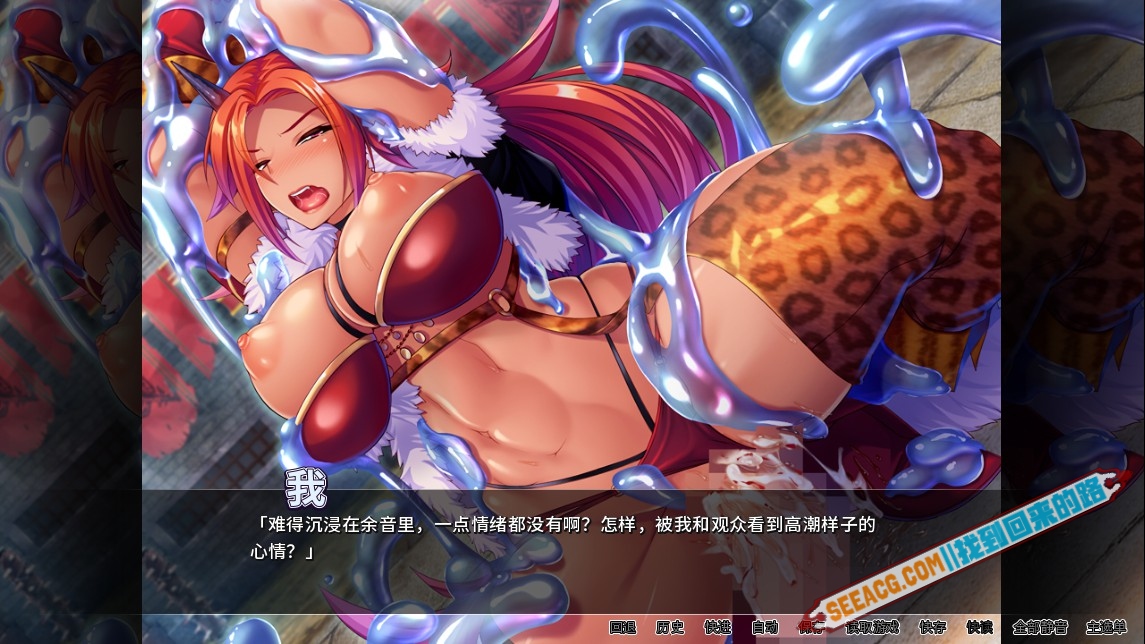 我
「难得沉浸在余音里，一点情绪都没有啊？怎样，被我和观众看到高潮样子的
心情？」
SEEACG.COM||找到回来的路
回退 历史 快进 自动 保存 读取游戏 快存 快读 全部静音 主选单